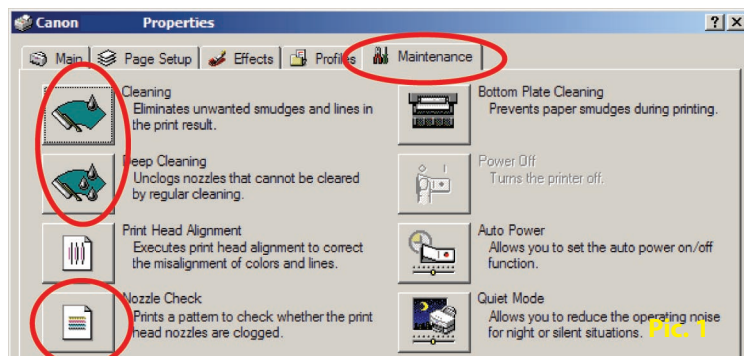 Canon Properties
Main Page Setup Effects Profiles Maintenance
Cleaning
Eliminates unwanted smudges and lines in
the print result.
Deep Cleaning
Unclogs nozzles that cannot be cleared
by regular cleaning.
Print Head Alignment
Executes print head alignment to correct
the misalignment of colors and lines.
Nozzle Check
Prints a pattern to check whether the print
head nozzles are clogged.
Bottom Plate Cleaning
Prevents paper smudges during printing.
Power Off
Turns the printer off.
Auto Power
Allows you to set the auto power on/off
function.
Quiet Mode
Allows you to reduce the operating noise
for night or silent situations.
Pic. 1